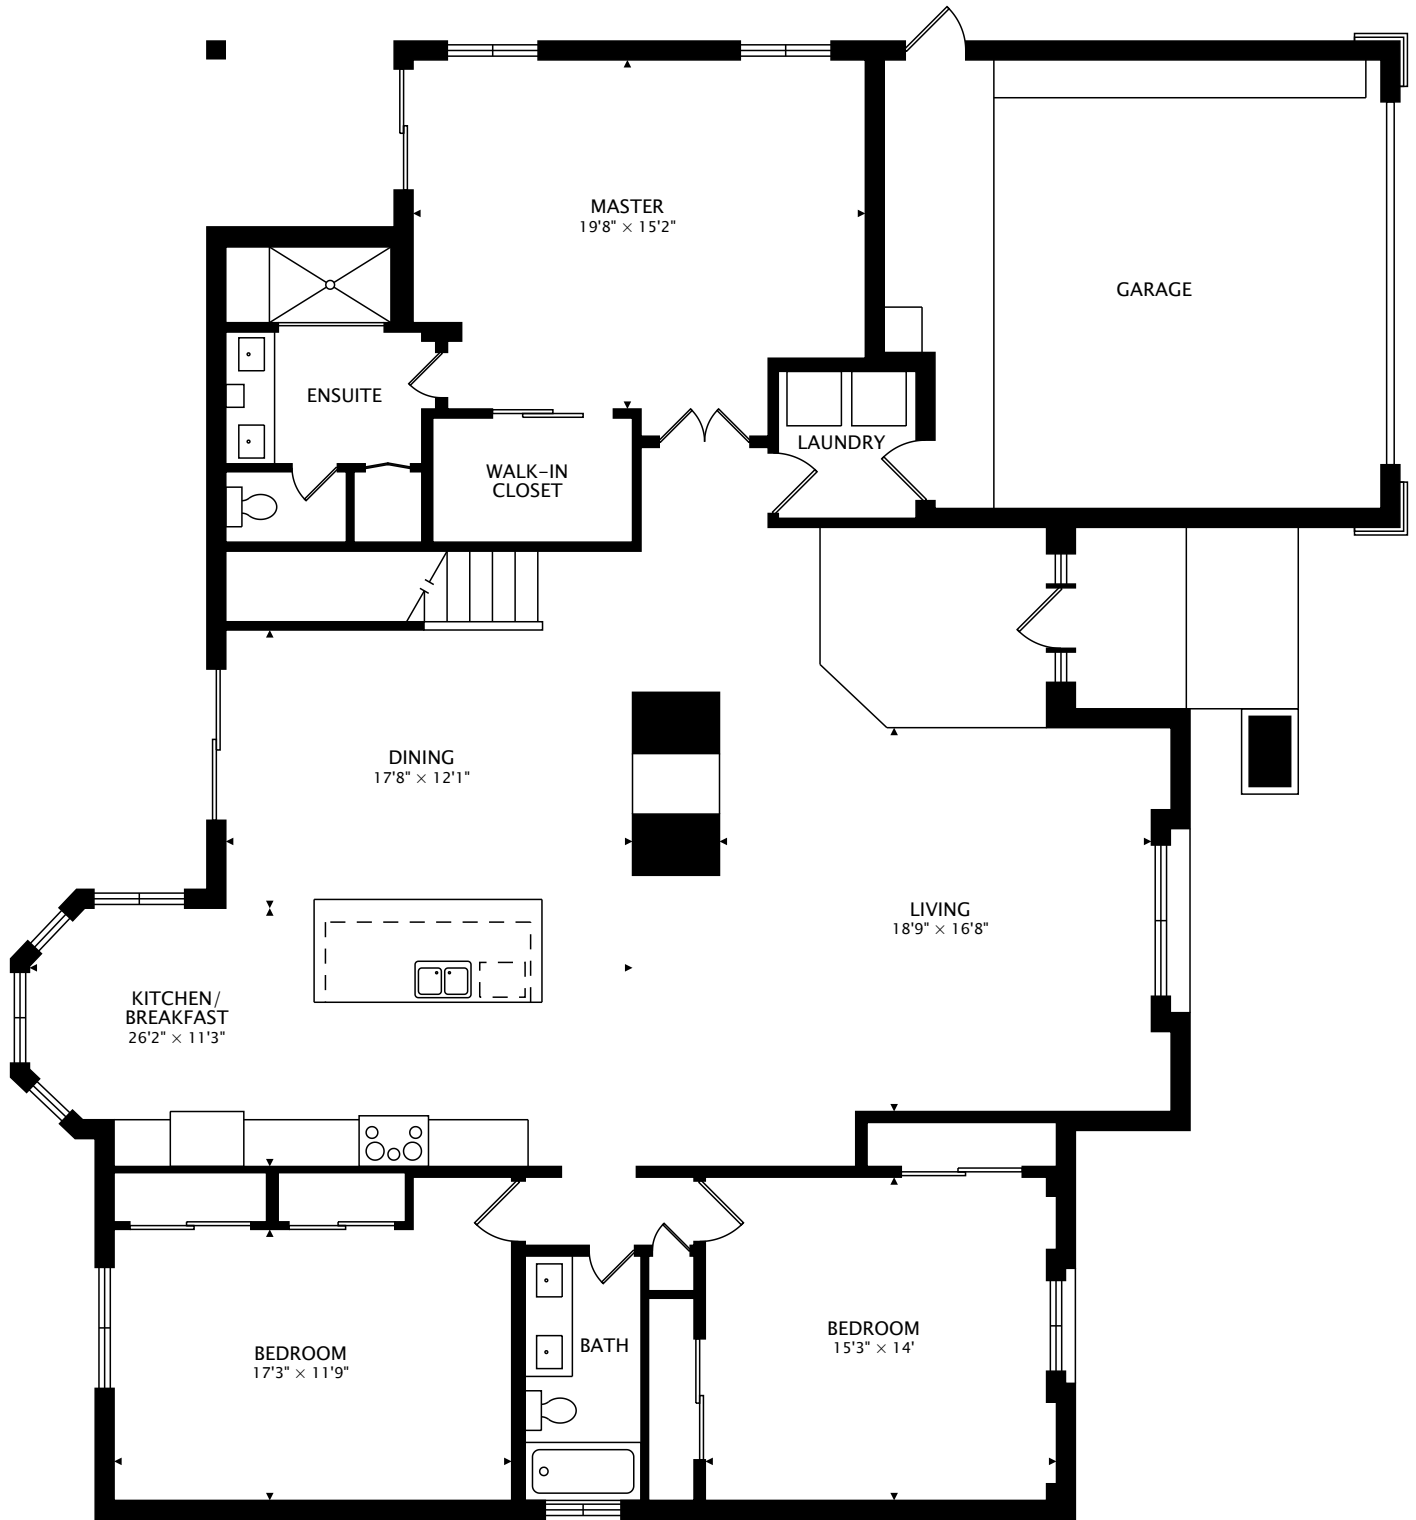 MASTER
19'8" × 15'2"
GARAGE
ENSUITE
LAUNDRY
WALK-IN
CLOSET
DINING
17'8" × 12'1"
LIVING
18'9" × 16'8"
KITCHEN/
BREAKFAST
26'2" × 11'3"
BEDROOM
17'3" × 11'9"
BATH
BEDROOM
15'3" × 14'